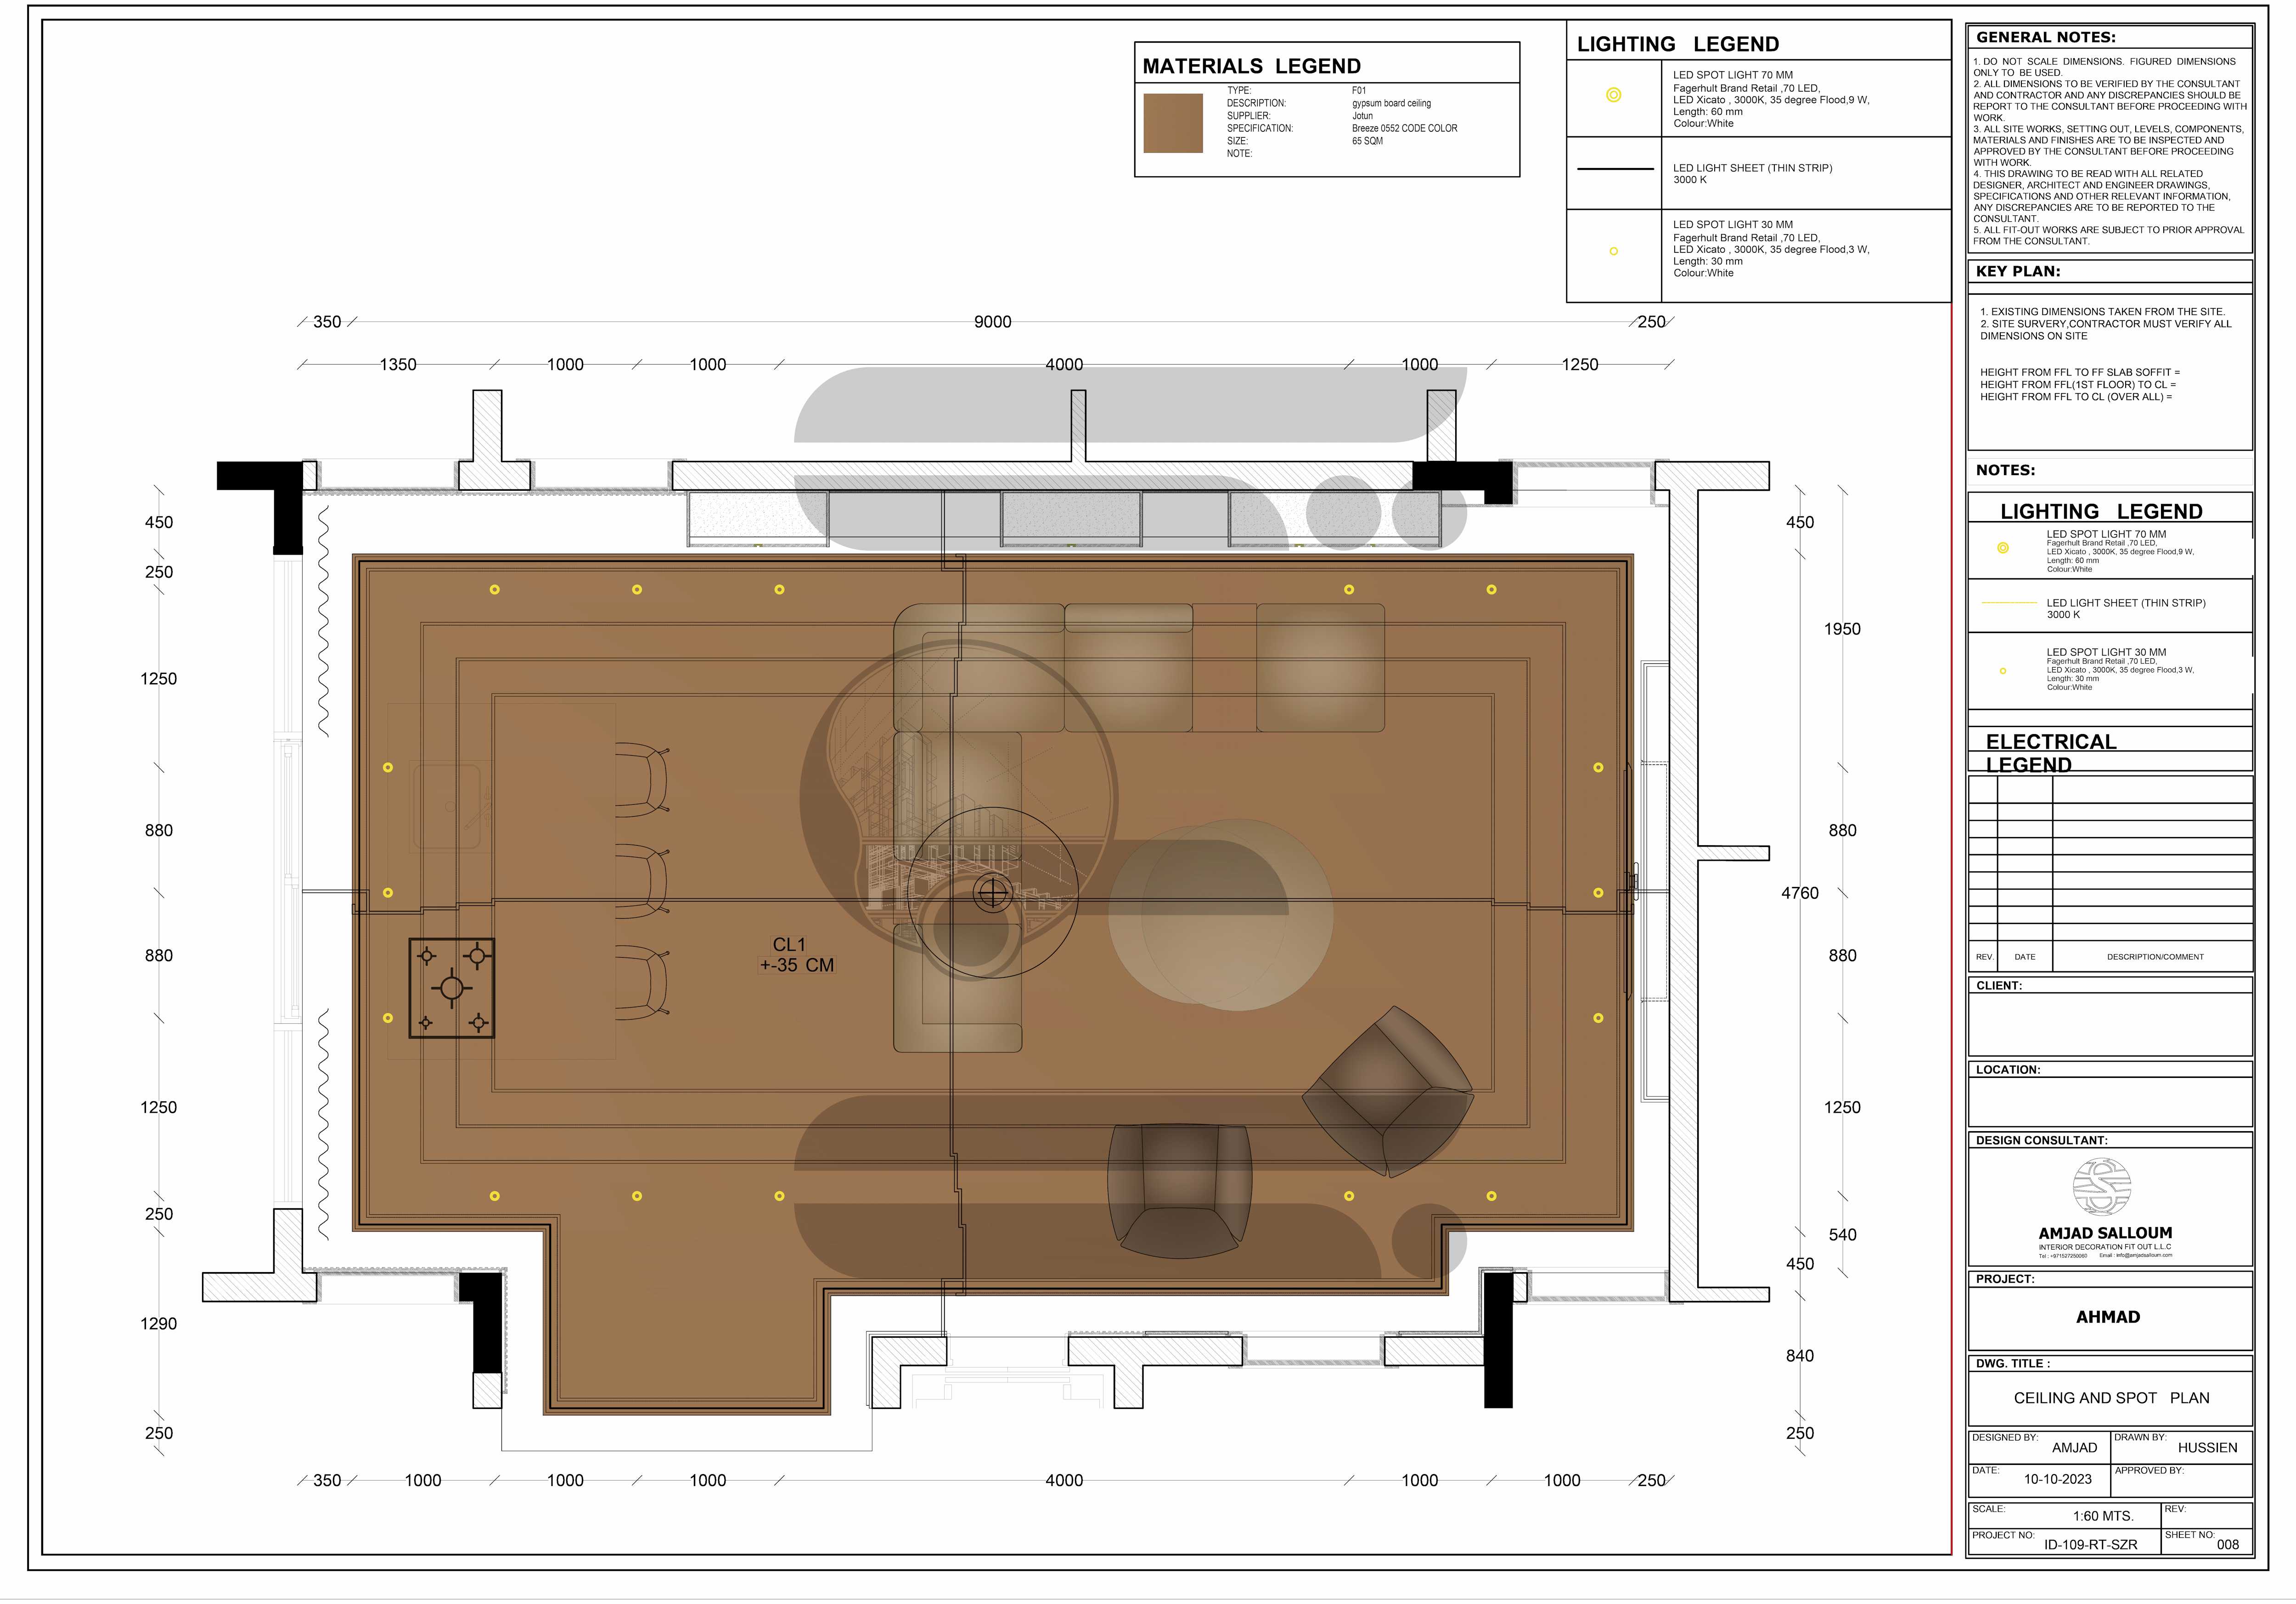 MATERIALS LEGEND
TYPE: F01
DESCRIPTION: gypsum board ceiling
SUPPLIER: Jotun
SPECIFICATION: Breeze 0552 CODE COLOR
SIZE: 65 SQM
NOTE:
LIGHTING LEGEND
LED SPOT LIGHT 70 MM
Fagerhult Brand Retail ,70 LED,
LED Xicato , 3000K, 35 degree Flood,9 W,
Length: 60 mm
Colour:White
LED LIGHT SHEET (THIN STRIP)
3000 K
LED SPOT LIGHT 30 MM
Fagerhult Brand Retail ,70 LED,
LED Xicato , 3000K, 35 degree Flood,3 W,
Length: 30 mm
Colour:White
350 9000 250
1350 1000 1000 4000 1000 1250
450
250
1250
880
880
1250
250
1290
250
CL1
+-35 CM
450
4760
450
840
250
1950
880
880
1250
540
350 1000 1000 1000 4000 1000 1000 250
GENERAL NOTES:
1. DO NOT SCALE DIMENSIONS. FIGURED DIMENSIONS
ONLY TO BE USED.
2. ALL DIMENSIONS TO BE VERIFIED BY THE CONSULTANT
AND CONTRACTOR AND ANY DISCREPANCIES SHOULD BE
REPORT TO THE CONSULTANT BEFORE PROCEEDING WITH
WORK.
3. ALL SITE WORKS, SETTING OUT, LEVELS, COMPONENTS,
MATERIALS AND FINISHES ARE TO BE INSPECTED AND
APPROVED BY THE CONSULTANT BEFORE PROCEEDING
WITH WORK.
4. THIS DRAWING TO BE READ WITH ALL RELATED
DESIGNER, ARCHITECT AND ENGINEER DRAWINGS,
SPECIFICATIONS AND OTHER RELEVANT INFORMATION,
ANY DISCREPANCIES ARE TO BE REPORTED TO THE
CONSULTANT.
5. ALL FIT-OUT WORKS ARE SUBJECT TO PRIOR APPROVAL
FROM THE CONSULTANT.
KEY PLAN:
1. EXISTING DIMENSIONS TAKEN FROM THE SITE.
2. SITE SURVERY,CONTRACTOR MUST VERIFY ALL
DIMENSIONS ON SITE
HEIGHT FROM FFL TO FF SLAB SOFFIT =
HEIGHT FROM FFL(1ST FLOOR) TO CL =
HEIGHT FROM FFL TO CL (OVER ALL) =
NOTES:
LIGHTING LEGEND
LED SPOT LIGHT 70 MM
Fagerhult Brand Retail ,70 LED,
LED Xicato , 3000K, 35 degree Flood,9 W,
Length: 60 mm
Colour:White
LED LIGHT SHEET (THIN STRIP)
3000 K
LED SPOT LIGHT 30 MM
Fagerhult Brand Retail ,70 LED,
LED Xicato , 3000K, 35 degree Flood,3 W,
Length: 30 mm
Colour:White
ELECTRICAL
LEGEND
REV. DATE DESCRIPTION/COMMENT
CLIENT:
LOCATION:
DESIGN CONSULTANT:
AMJAD SALLOUM
INTERIOR DECORATION FIT OUT L.L.C
Tel : +971527250060 Email : info@amjadsalloum.com
PROJECT:
AHMAD
DWG. TITLE :
CEILING AND SPOT PLAN
DESIGNED BY: AMJAD
DRAWN BY: HUSSIEN
DATE: 10-10-2023
APPROVED BY:
SCALE: 1:60 MTS.
REV:
PROJECT NO: ID-109-RT-SZR
SHEET NO: 008